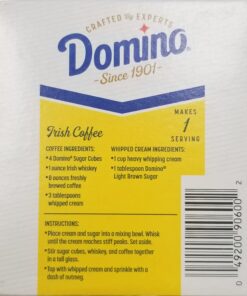 CRAFTED by EXPERTS
Domino
- Since 1901 -
MAKES
1
SERVING
Irish Coffee
COFFEE INGREDIENTS:
• 4 Domino® Sugar Cubes
• 1 ounce Irish whiskey
• 6 ounces freshly
brewed coffee
• 3 tablespoons
whipped cream
WHIPPED CREAM INGREDIENTS:
• 1 cup heavy whipping cream
• 1 tablespoon Domino®
Light Brown Sugar
INSTRUCTIONS:
• Place cream and sugar into a mixing bowl. Whisk
until the cream reaches stiff peaks. Set aside.
• Stir sugar cubes, whiskey, and coffee together
in a tall glass.
• Top with whipped cream and sprinkle with a
dash of nutmeg.
0 49200 90600 2